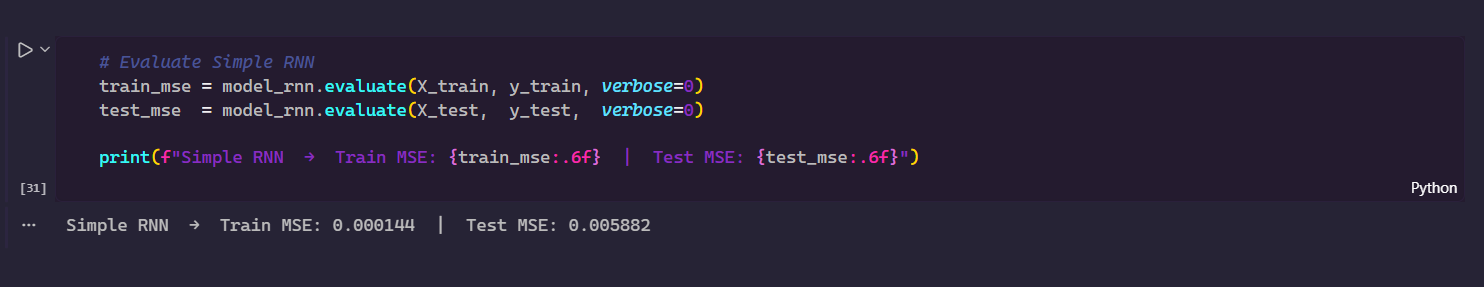 # Evaluate Simple RNN
train_mse = model_rnn.evaluate(X_train, y_train, verbose=0)
test_mse  = model_rnn.evaluate(X_test,  y_test,  verbose=0)
print(f"Simple RNN  →  Train MSE: {train_mse:.6f}  |  Test MSE: {test_mse:.6f}")
[31]
Python
Simple RNN  →  Train MSE: 0.000144  |  Test MSE: 0.005882